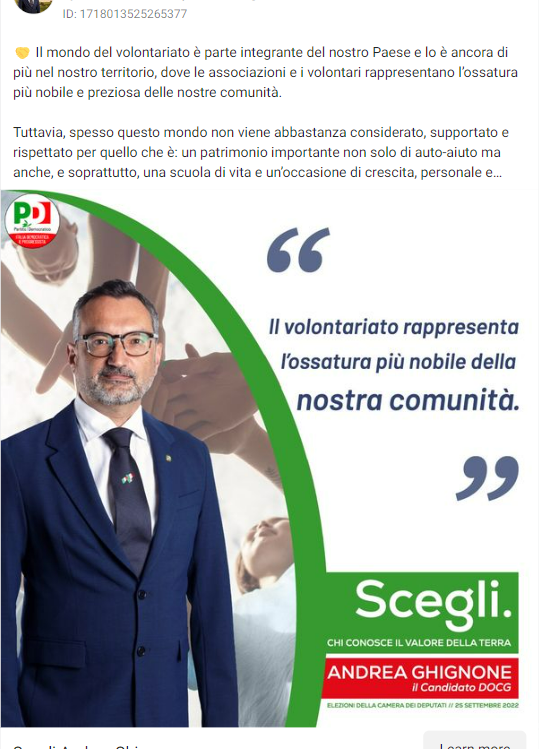 ID: 1718013525265377
🤝 Il mondo del volontariato è parte integrante del nostro Paese e lo è ancora di
più nel nostro territorio, dove le associazioni e i volontari rappresentano l'ossatura
più nobile e preziosa delle nostre comunità.
Tuttavia, spesso questo mondo non viene abbastanza considerato, supportato e
rispettato per quello che è: un patrimonio importante non solo di auto-aiuto ma
anche, e soprattutto, una scuola di vita e un'occasione di crescita, personale e...
PD
Partito Democratico
ITALIA DEMOCRATICA
E PROGRESSISTA
“
Il volontariato rappresenta
l'ossatura più nobile della
nostra comunità.
”
Scegli.
CHI CONOSCE IL VALORE DELLA TERRA
ANDREA GHIGNONE
il Candidato DOCG
ELEZIONI DELLA CAMERA DEI DEPUTATI // 25 SETTEMBRE 2022
Learn more